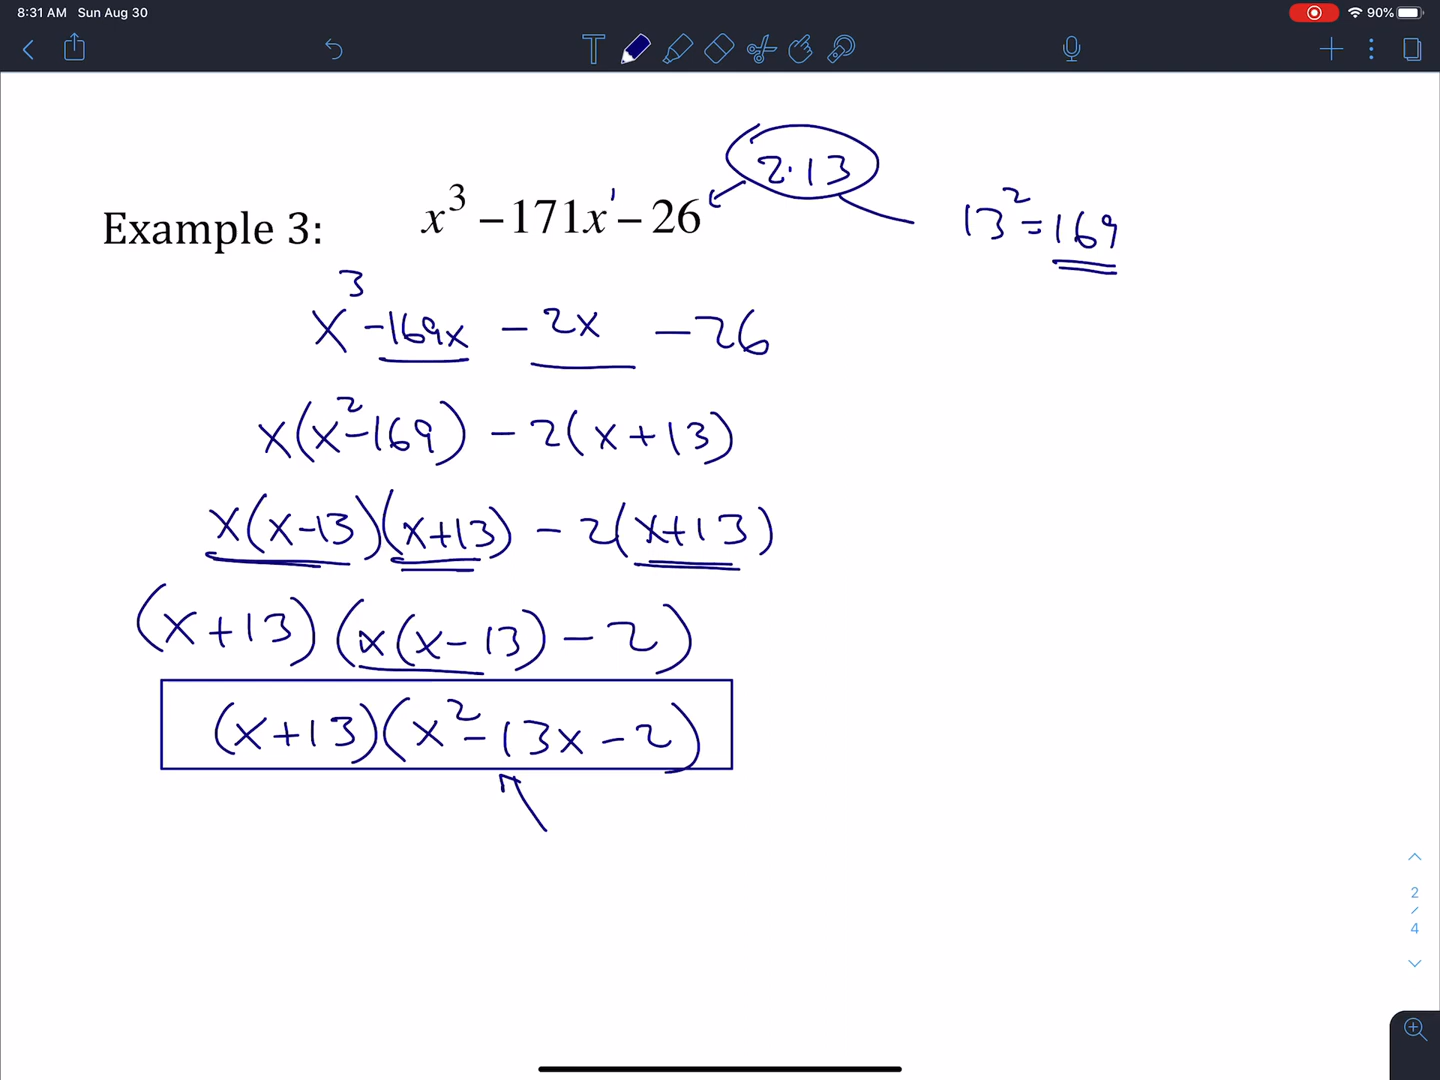 8:31 AM Sun Aug 30
90%
T
2·13
Example 3: x³ – 171x' – 26
13² = 169
x³ – 169x – 2x – 26
x(x² – 169) – 2(x + 13)
x(x – 13)(x + 13) – 2(x + 13)
(x + 13)(x(x – 13) – 2)
(x + 13)(x² – 13x – 2)
2
/
4